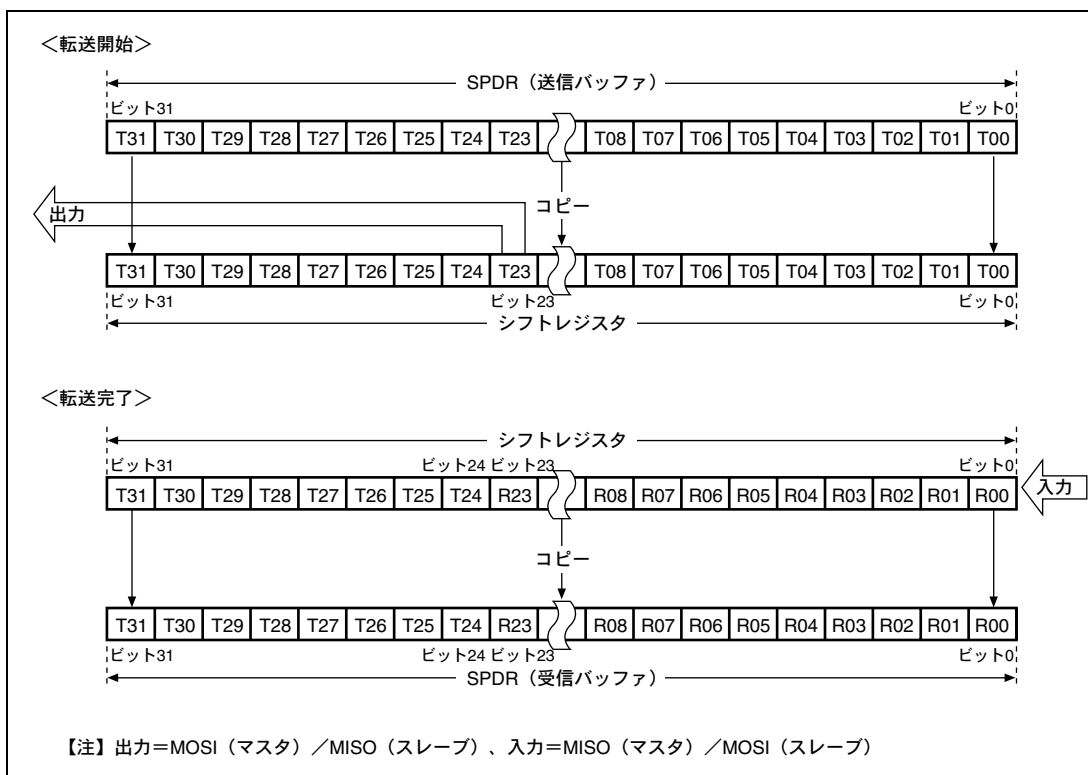 ＜転送開始＞
SPDR（送信バッファ）
ビット31 ビット0
T31 T30 T29 T28 T27 T26 T25 T24 T23 T08 T07 T06 T05 T04 T03 T02 T01 T00
コピー
出力
T31 T30 T29 T28 T27 T26 T25 T24 T23 T08 T07 T06 T05 T04 T03 T02 T01 T00
ビット31 ビット23 ビット0
シフトレジスタ
＜転送完了＞
シフトレジスタ
ビット31 ビット24 ビット23 ビット0
T31 T30 T29 T28 T27 T26 T25 T24 R23 R08 R07 R06 R05 R04 R03 R02 R01 R00 入力
コピー
T31 T30 T29 T28 T27 T26 T25 T24 R23 R08 R07 R06 R05 R04 R03 R02 R01 R00
ビット31 ビット24 ビット23 ビット0
SPDR（受信バッファ）
【注】出力＝MOSI（マスタ）／MISO（スレーブ）、入力＝MISO（マスタ）／MOSI（スレーブ）